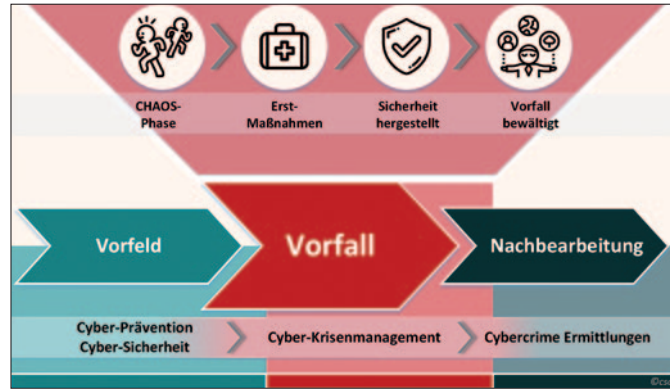 CHAOS-
Phase
Erst-
Maßnahmen
Sicherheit
hergestellt
Vorfall
bewältigt
Vorfeld
Vorfall
Nachbearbeitung
Cyber-Prävention
Cyber-Sicherheit
Cyber-Krisenmanagement
Cybercrime Ermittlungen